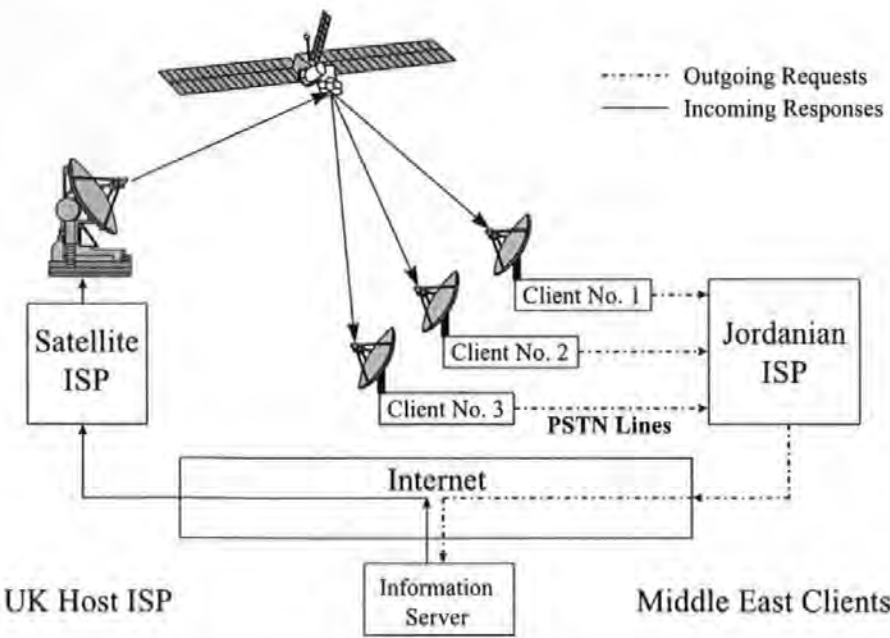 Outgoing Requests
Incoming Responses
Client No. 1
Satellite
ISP
Client No. 2
Jordanian
ISP
Client No. 3
PSTN Lines
Internet
Information
Server
UK Host ISP
Middle East Clients